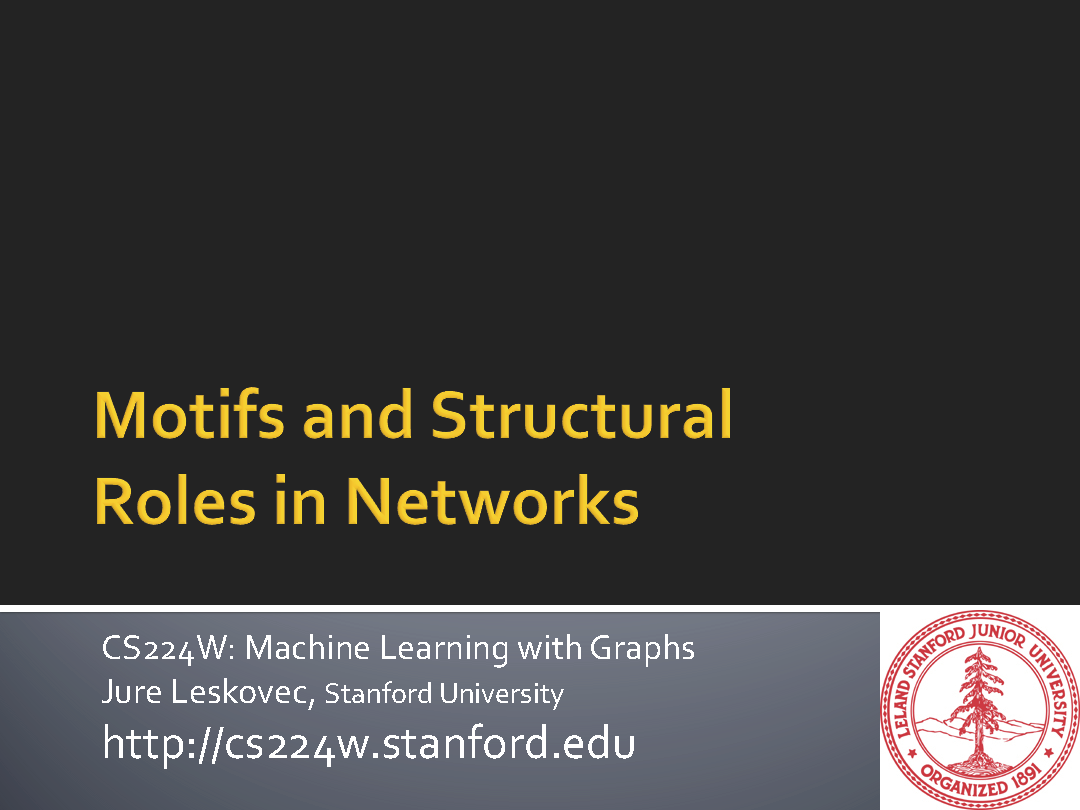 Motifs and Structural
Roles in Networks
CS224W: Machine Learning with Graphs
Jure Leskovec, Stanford University
http://cs224w.stanford.edu
LELAND STANFORD JUNIOR UNIVERSITY
ORGANIZED 1891